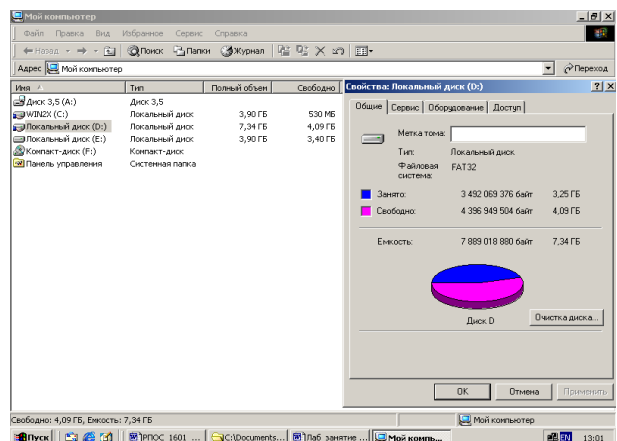 Мой компьютер
Файл Правка Вид Избранное Сервис Справка
Назад Поиск Папки Журнал
Адрес Мой компьютер Переход
Имя Тип Полный объем Свободно
Диск 3,5 (A:) Диск 3,5
WIN2X (C:) Локальный диск 3,90 ГБ 530 МБ
Локальный диск (D:) Локальный диск 7,34 ГБ 4,09 ГБ
Локальный диск (E:) Локальный диск 3,90 ГБ 3,40 ГБ
Компакт-диск (F:) Компакт-диск
Панель управления Системная папка
Свойства: Локальный диск (D:)
Общие Сервис Оборудование Доступ
Метка тома:
Тип: Локальный диск
Файловая система: FAT32
Занято: 3 492 069 376 байт 3,25 ГБ
Свободно: 4 396 949 504 байт 4,09 ГБ
Емкость: 7 889 018 880 байт 7,34 ГБ
Диск D
Очистка диска...
ОК Отмена Применить
Свободно: 4,09 ГБ, Емкость: 7,34 ГБ Мой компьютер
Пуск РПОС_1601 ... C:\Documents... Лаб_занятие ... Мой комп... EN 13:01